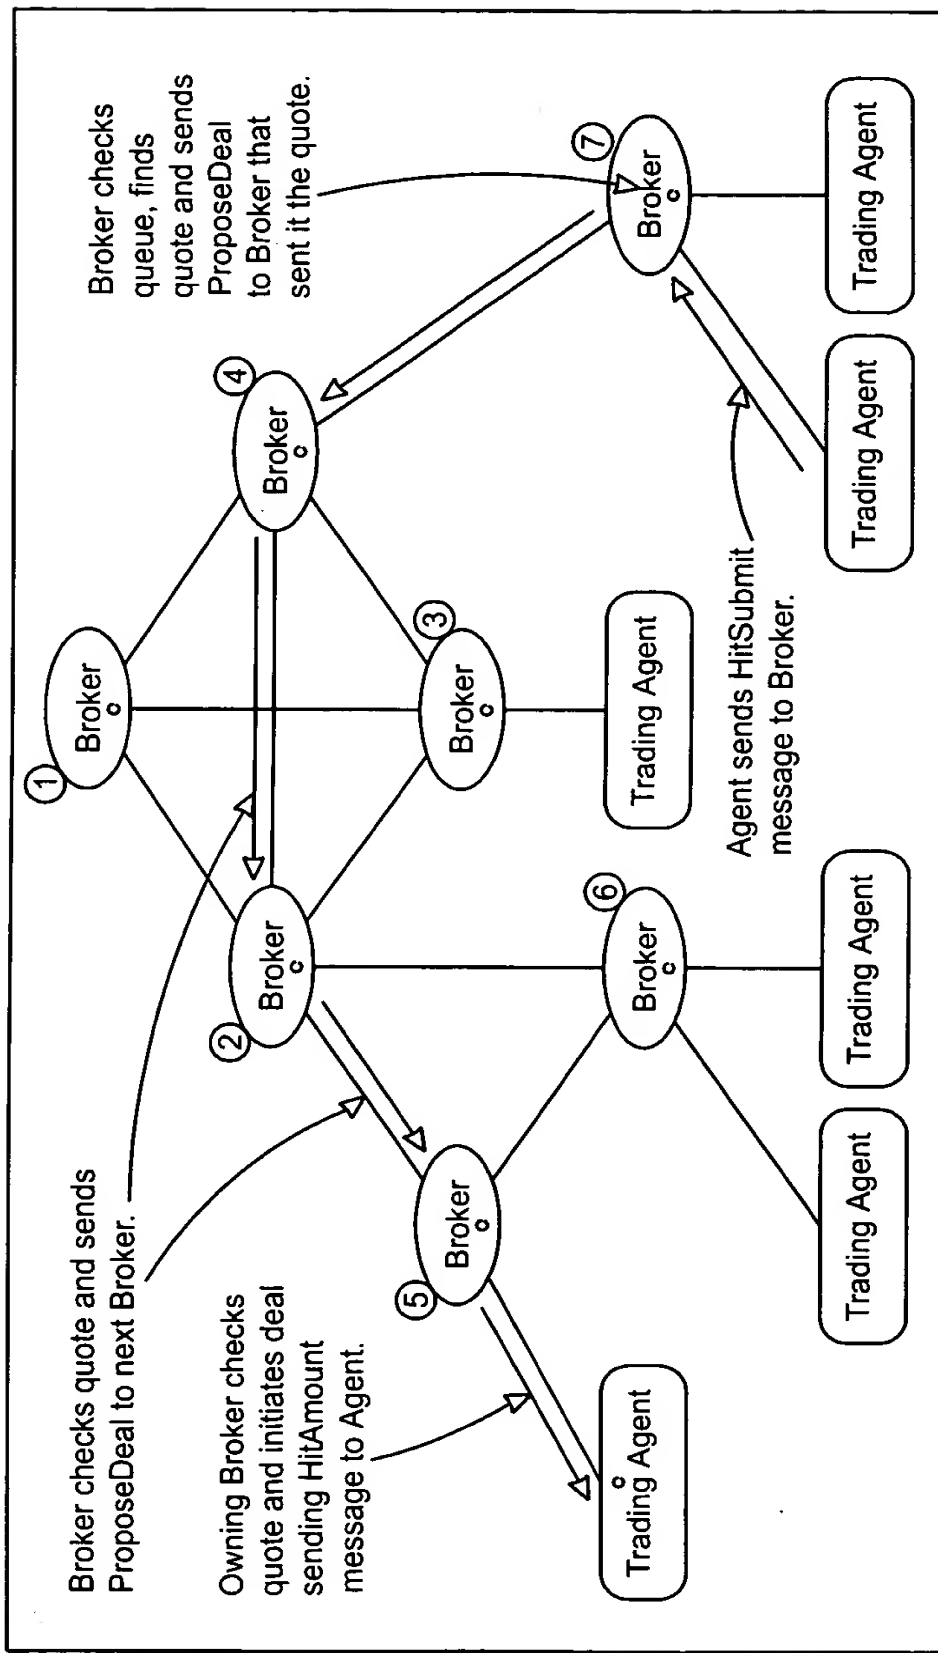 Broker checks quote and sends
ProposeDeal to next Broker.
Owning Broker checks
quote and initiates deal
sending HitAmount
message to Agent.
Broker checks
queue, finds
quote and sends
ProposeDeal
to Broker that
sent it the quote.
1
Broker
c
2
Broker
c
4
Broker
c
3
Broker
c
5
Broker
c
6
Broker
c
7
Broker
c
Trading Agent
c
Trading Agent
Trading Agent
Trading Agent
Trading Agent
Trading Agent
Agent sends HitSubmit
message to Broker.